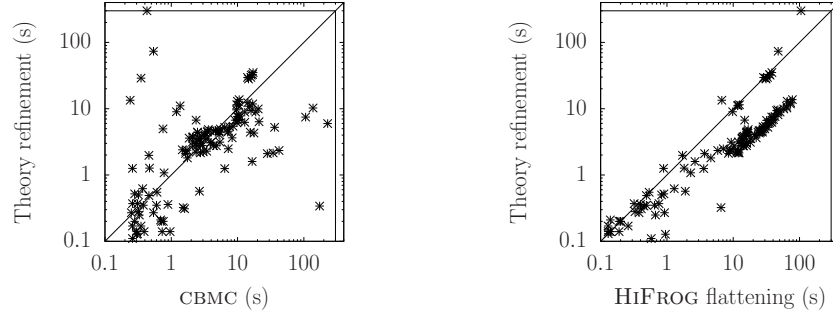 Theory refinement (s)
100
10
1
0.1
0.1 1 10 100
CBMC (s)
Theory refinement (s)
100
10
1
0.1
0.1 1 10 100
HIFROG flattening (s)